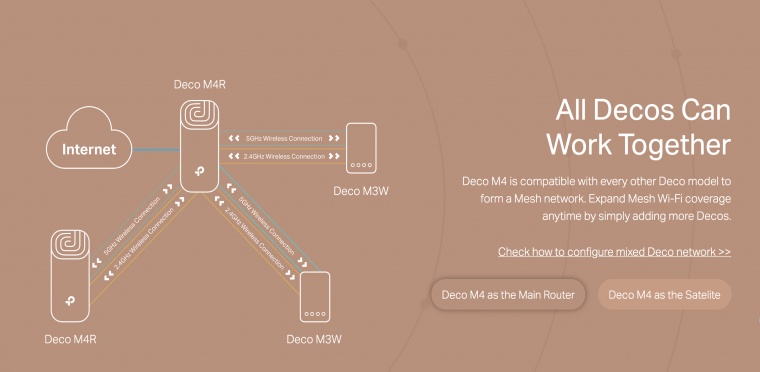 Deco M4R
Internet
5GHz Wireless Connection
2.4GHz Wireless Connection
Deco M3W
5GHz Wireless Connection
2.4GHz Wireless Connection
5GHz Wireless Connection
2.4GHz Wireless Connection
Deco M4R
Deco M3W
All Decos Can
Work Together
Deco M4 is compatible with every other Deco model to
form a Mesh network. Expand Mesh Wi-Fi coverage
anytime by simply adding more Decos.
Check how to configure mixed Deco network >>
Deco M4 as the Main Router
Deco M4 as the Satelite